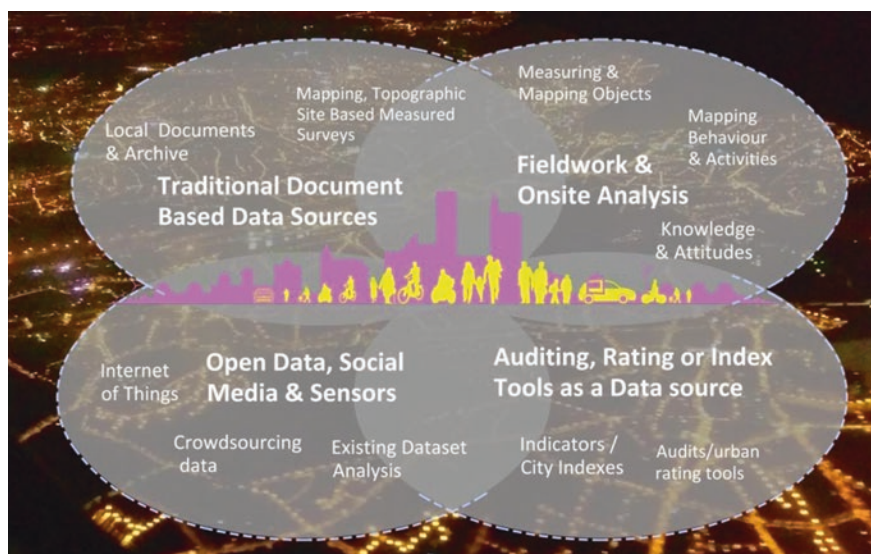 Mapping, Topographic
Site Based Measured
Surveys
Local Documents
& Archive
Traditional Document
Based Data Sources
Measuring &
Mapping Objects
Mapping
Behaviour
& Activities
Fieldwork &
Onsite Analysis
Knowledge
& Attitudes
Internet
of Things
Open Data, Social
Media & Sensors
Crowdsourcing
data
Existing Dataset
Analysis
Auditing, Rating or Index
Tools as a Data source
Indicators /
City Indexes
Audits/urban
rating tools